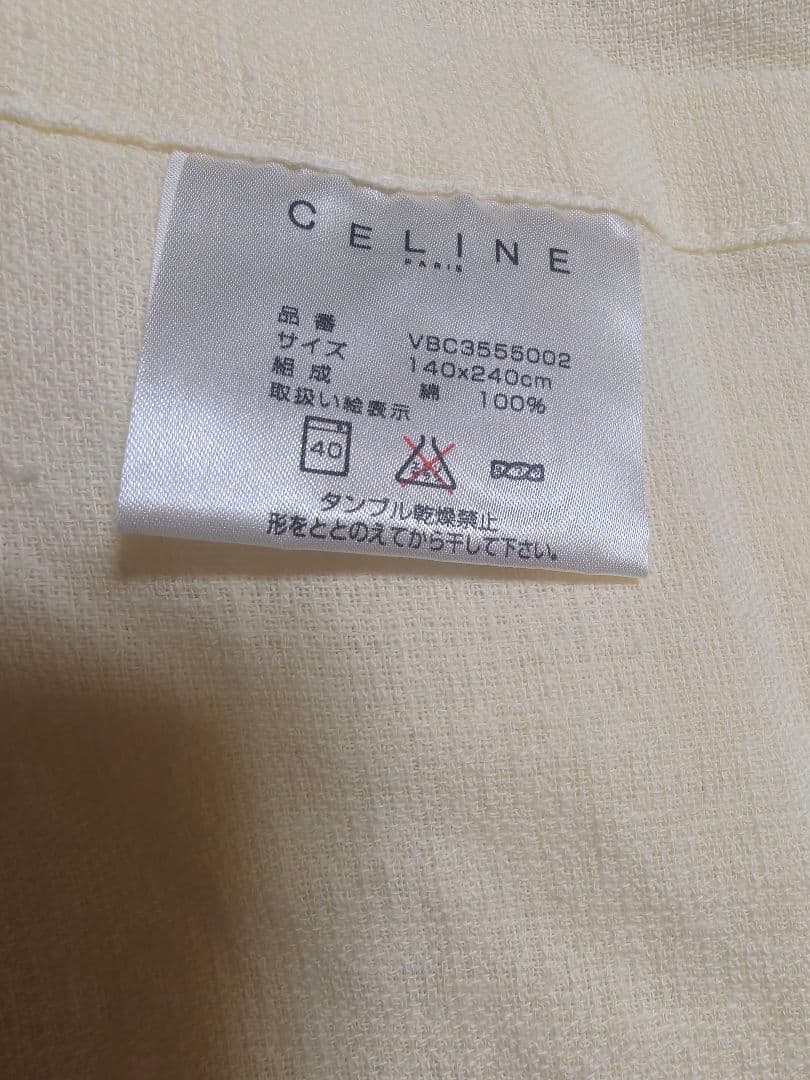 CELINE
PARIS
品番 VBC3555002
サイズ 140x240cm
組成 綿 100%
取扱い絵表示
40
タンブル乾燥禁止
形をととのえてから干して下さい。